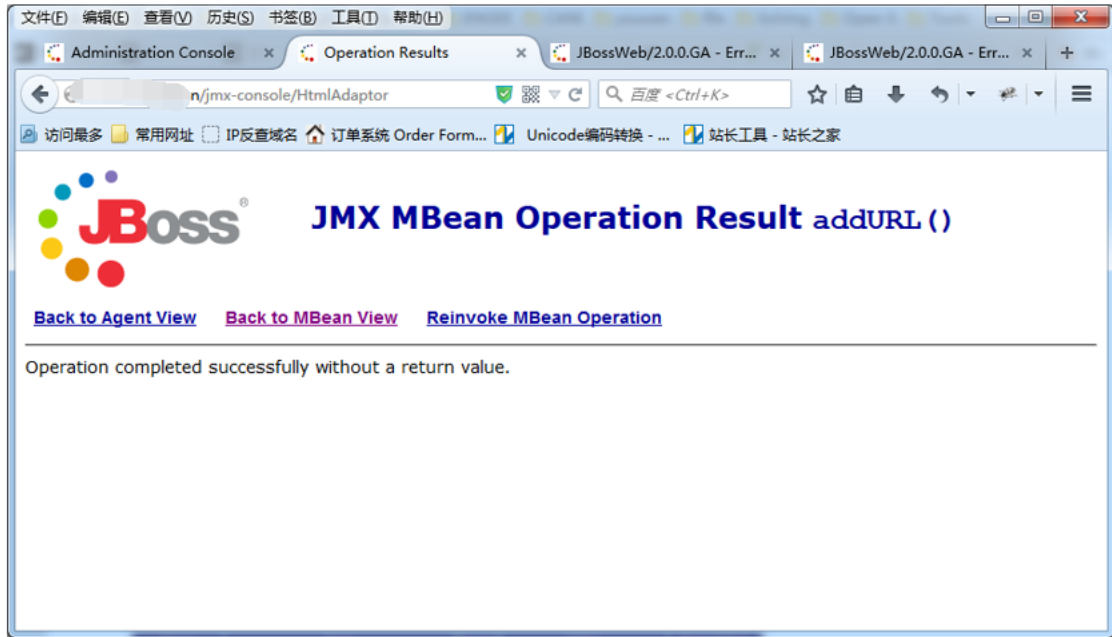 文件(F) 编辑(E) 查看(V) 历史(S) 书签(B) 工具(T) 帮助(H)
Administration Console × Operation Results × JBossWeb/2.0.0.GA - Err... × JBossWeb/2.0.0.GA - Err... × +
n/jmx-console/HtmlAdaptor 百度 <Ctrl+K>
访问最多 常用网址 IP反查域名 订单系统 Order Form... Unicode编码转换 - ... 站长工具 - 站长之家
JBoss® JMX MBean Operation Result addURL()
Back to Agent View Back to MBean View Reinvoke MBean Operation
Operation completed successfully without a return value.